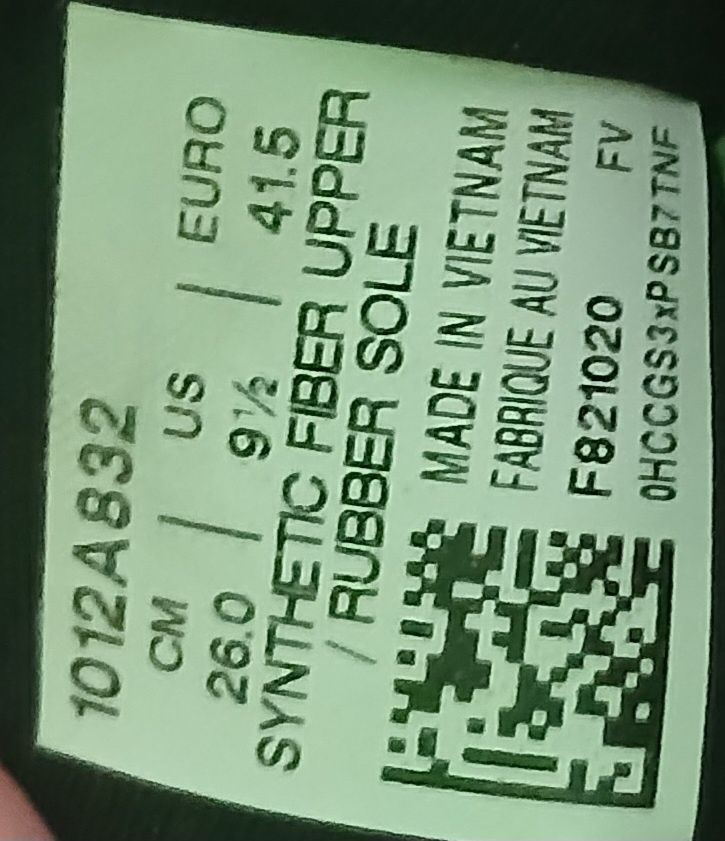 1012A832
CM | US | EURO
26.0 | 9½ | 41.5
SYNTHETIC FIBER UPPER
/ RUBBER SOLE
MADE IN VIETNAM
FABRIQUE AU VIETNAM
F821020 FV
0HCCGS3xPSB7TNF